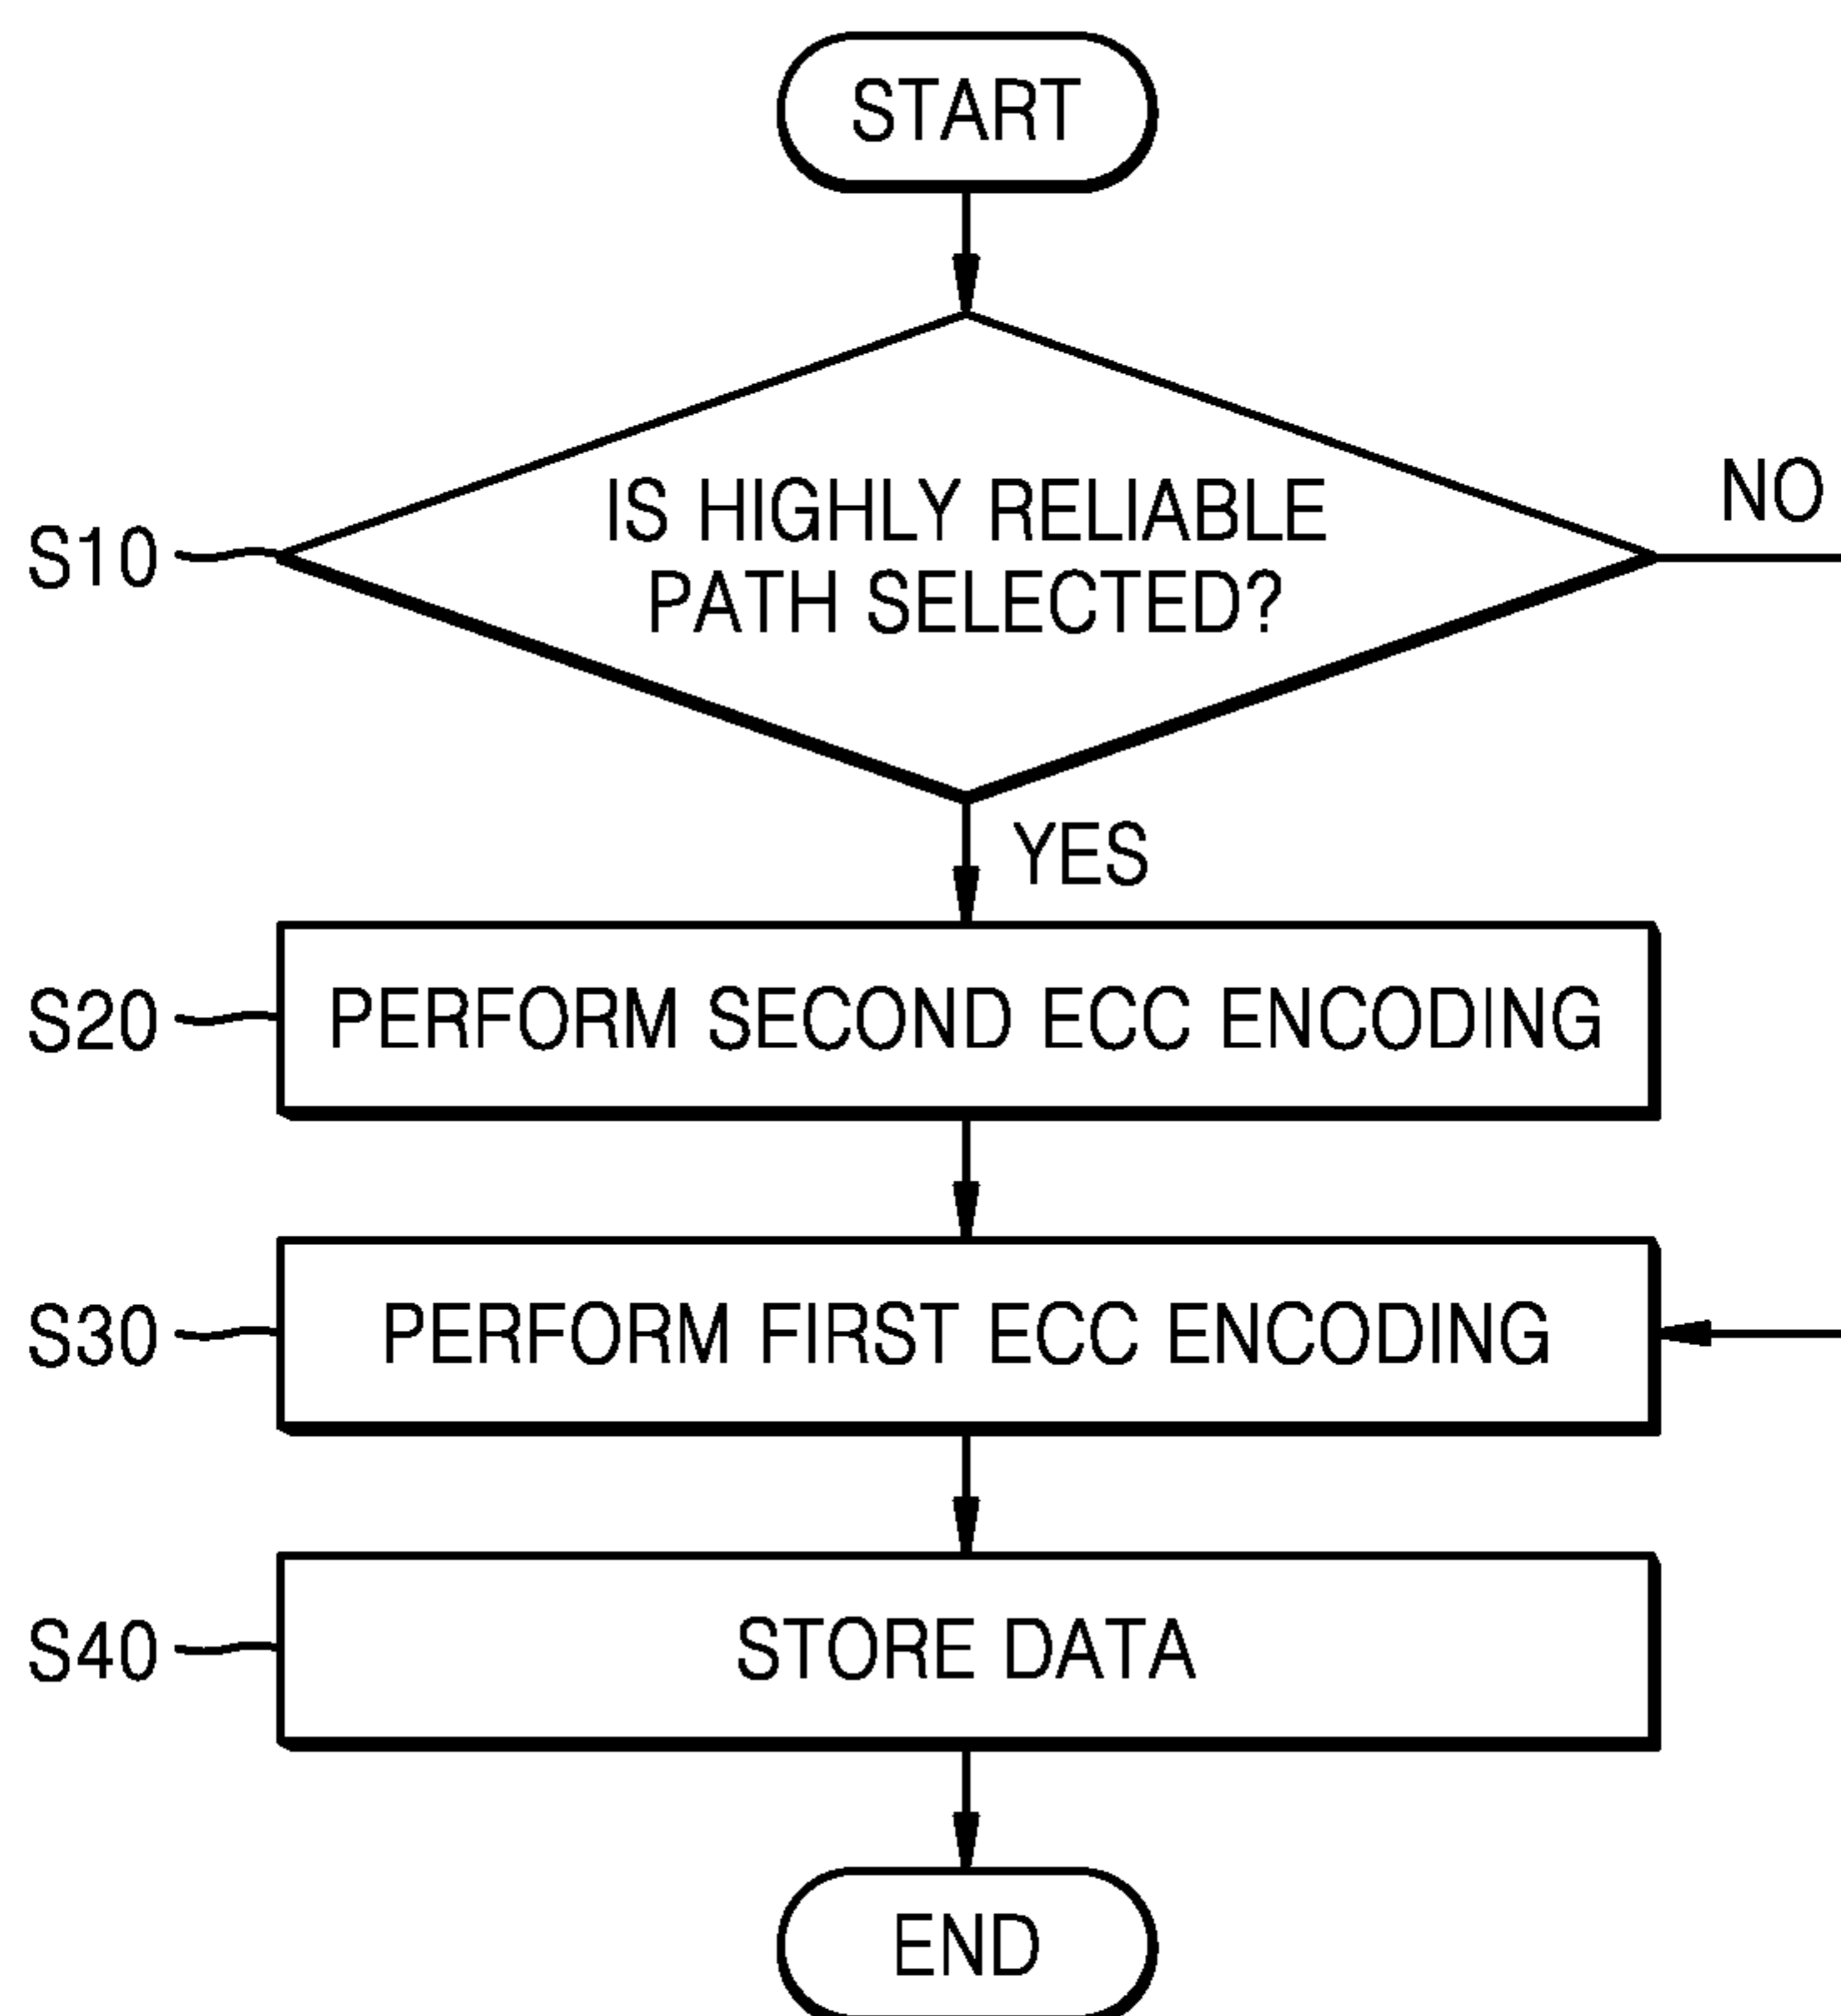 START
IS HIGHLY RELIABLE
PATH SELECTED?
S10
NO
YES
S20
PERFORM SECOND ECC ENCODING
S30
PERFORM FIRST ECC ENCODING
S40
STORE DATA
END